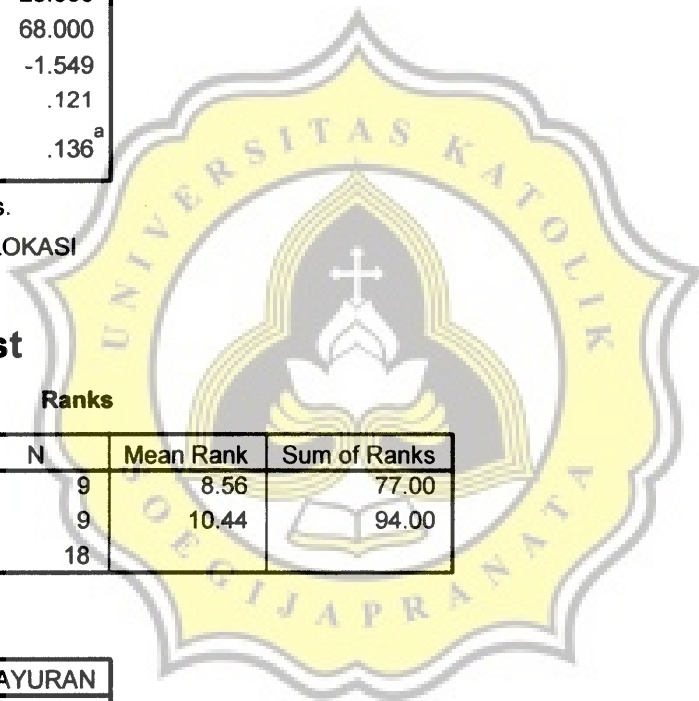 68.000
-1.549
.121
.136a
s.
OKASI
st
Ranks
N Mean Rank Sum of Ranks
9 8.56 77.00
9 10.44 94.00
18
AYURAN
UNIVERSITAS KATOLIK
SOEGIJAPRANATA